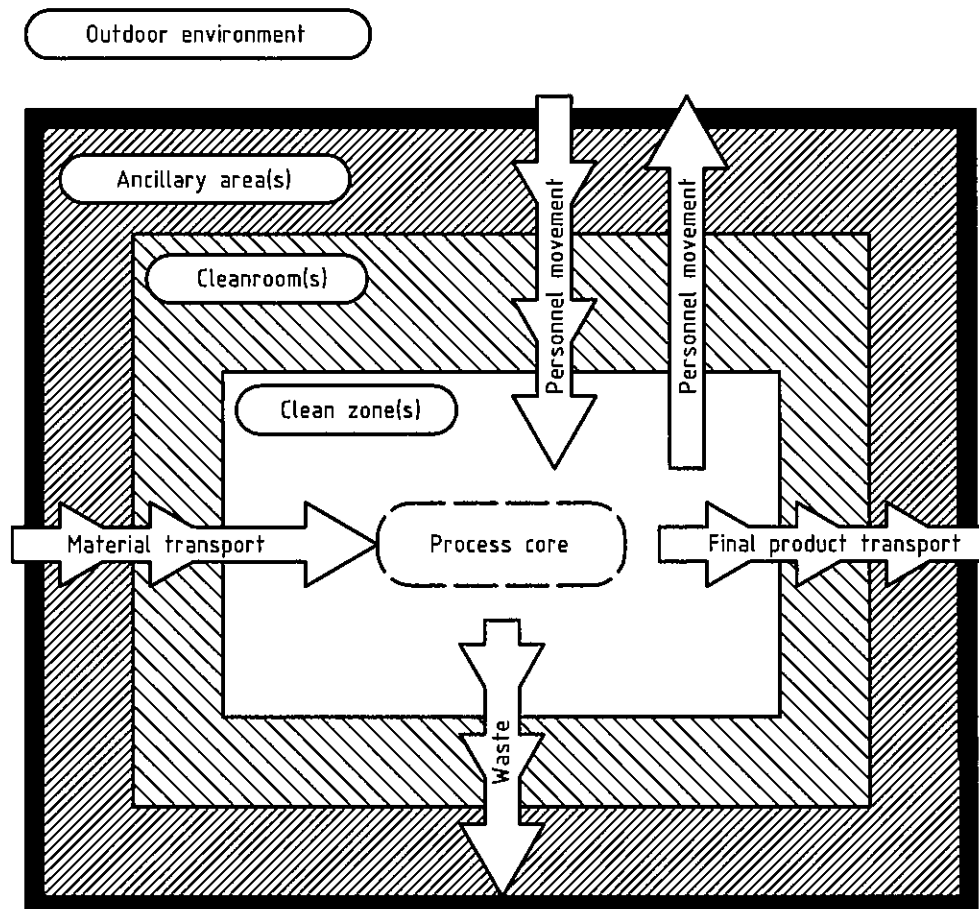 Outdoor environment
Ancillary area(s)
Cleanroom(s)
Personnel movement
Personnel movement
Clean zone(s)
Material transport
Process core
Final product transport
Waste